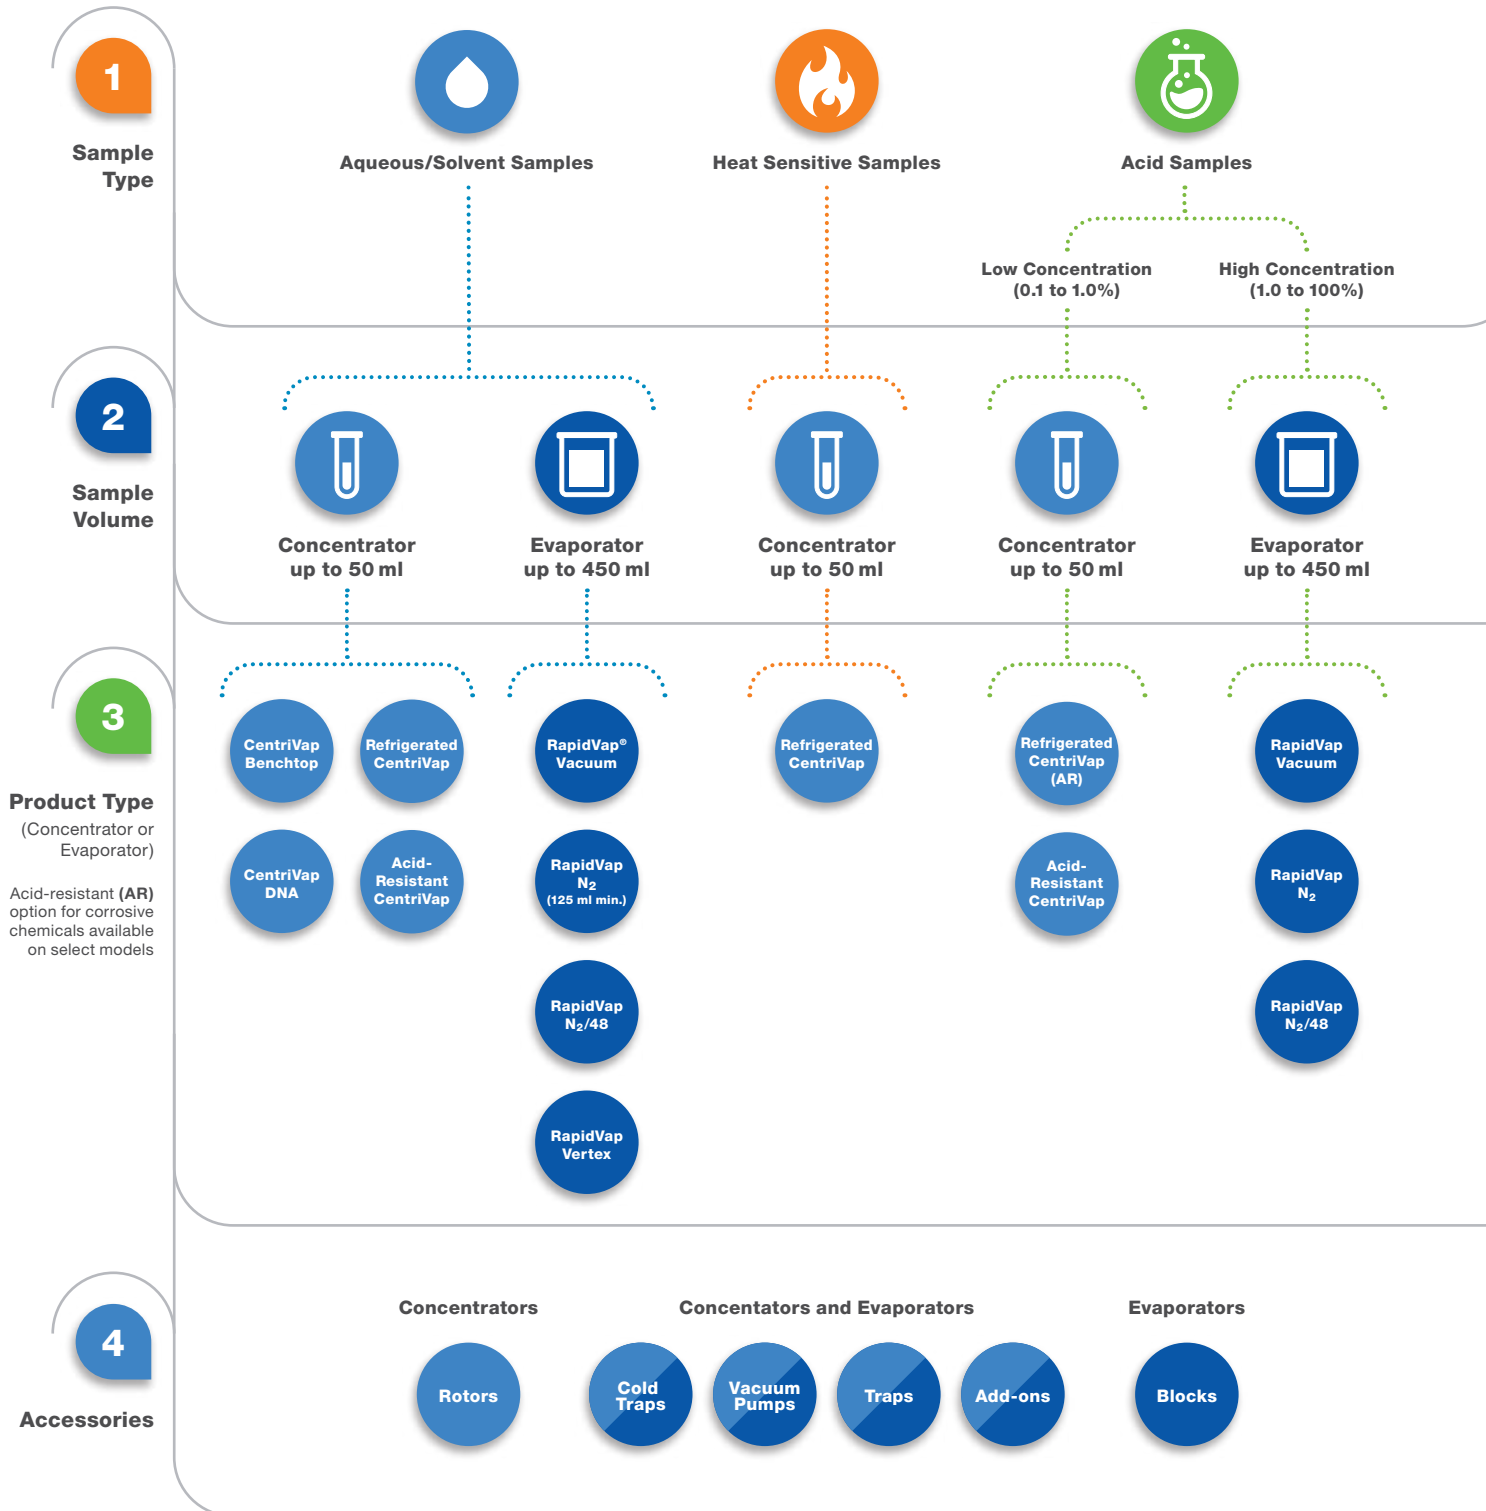 1
Sample
Type
Aqueous/Solvent Samples
Heat Sensitive Samples
Acid Samples
Low Concentration
(0.1 to 1.0%)
High Concentration
(1.0 to 100%)
2
Sample
Volume
Concentrator
up to 50 ml
Evaporator
up to 450 ml
Concentrator
up to 50 ml
Concentrator
up to 50 ml
Evaporator
up to 450 ml
3
Product Type
(Concentrator or
Evaporator)
Acid-resistant (AR)
option for corrosive
chemicals available
on select models
CentriVap
Benchtop
Refrigerated
CentriVap
CentriVap
DNA
Acid-
Resistant
CentriVap
RapidVap®
Vacuum
RapidVap
N₂
(125 ml min.)
RapidVap
N₂/48
RapidVap
Vertex
Refrigerated
CentriVap
Refrigerated
CentriVap
(AR)
Acid-
Resistant
CentriVap
RapidVap
Vacuum
RapidVap
N₂
RapidVap
N₂/48
4
Accessories
Concentrators
Rotors
Concentators and Evaporators
Cold
Traps
Vacuum
Pumps
Traps
Add-ons
Evaporators
Blocks